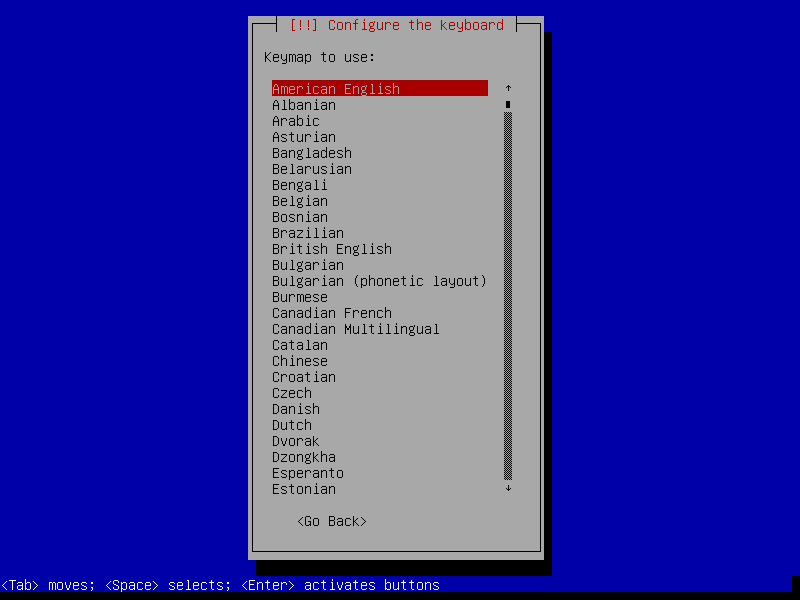 [!!] Configure the keyboard
Keymap to use:
American English
Albanian
Arabic
Asturian
Bangladesh
Belarusian
Bengali
Belgian
Bosnian
Brazilian
British English
Bulgarian
Bulgarian (phonetic layout)
Burmese
Canadian French
Canadian Multilingual
Catalan
Chinese
Croatian
Czech
Danish
Dutch
Dvorak
Dzongkha
Esperanto
Estonian
<Go Back>
<Tab> moves; <Space> selects; <Enter> activates buttons